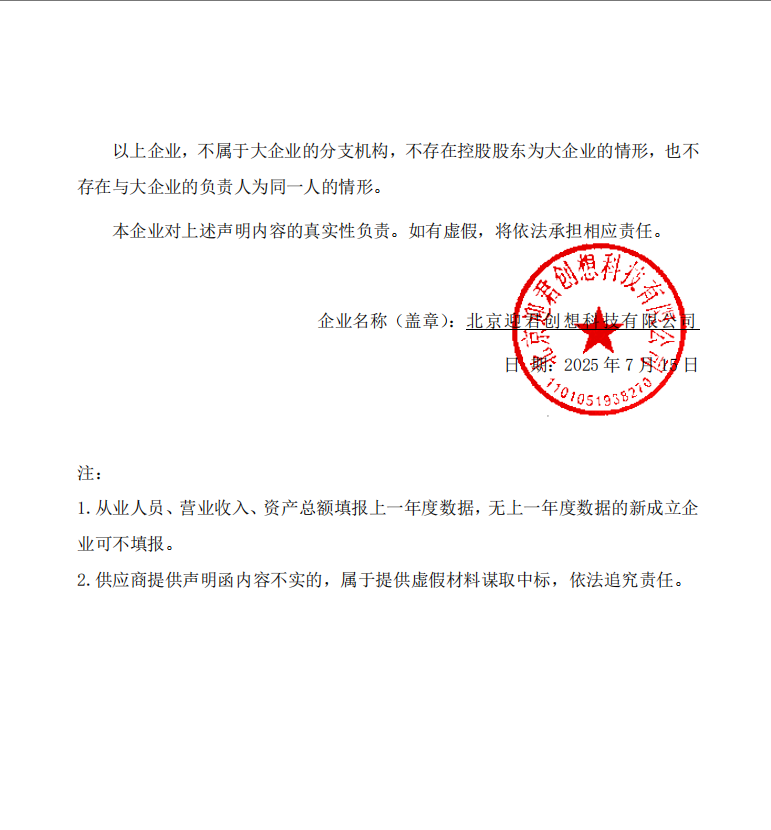 以上企业，不属于大企业的分支机构，不存在控股股东为大企业的情形，也不
存在与大企业的负责人为同一人的情形。
本企业对上述声明内容的真实性负责。如有虚假，将依法承担相应责任。
企业名称（盖章）：北京迎君创想科技有限公司
日 期：2025 年 7 月 15 日
北京迎君创想科技有限公司
1101051938270
注：
1.从业人员、营业收入、资产总额填报上一年度数据，无上一年度数据的新成立企
业可不填报。
2.供应商提供声明函内容不实的，属于提供虚假材料谋取中标，依法追究责任。